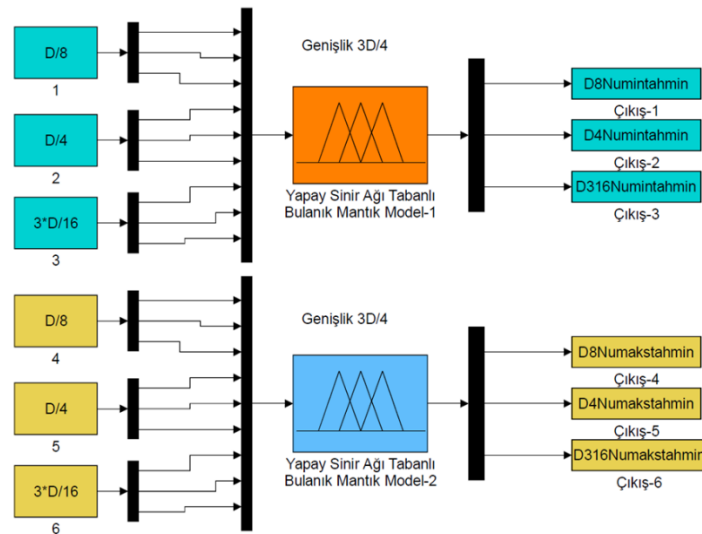 D/8
1
D/4
2
3*D/16
3
Genişlik 3D/4
Yapay Sinir Ağı Tabanlı
Bulanık Mantık Model-1
D8Numintahmin
Çıkış-1
D4Numintahmin
Çıkış-2
D316Numintahmin
Çıkış-3
D/8
4
D/4
5
3*D/16
6
Genişlik 3D/4
Yapay Sinir Ağı Tabanlı
Bulanık Mantık Model-2
D8Numakstahmin
Çıkış-4
D4Numakstahmin
Çıkış-5
D316Numakstahmin
Çıkış-6